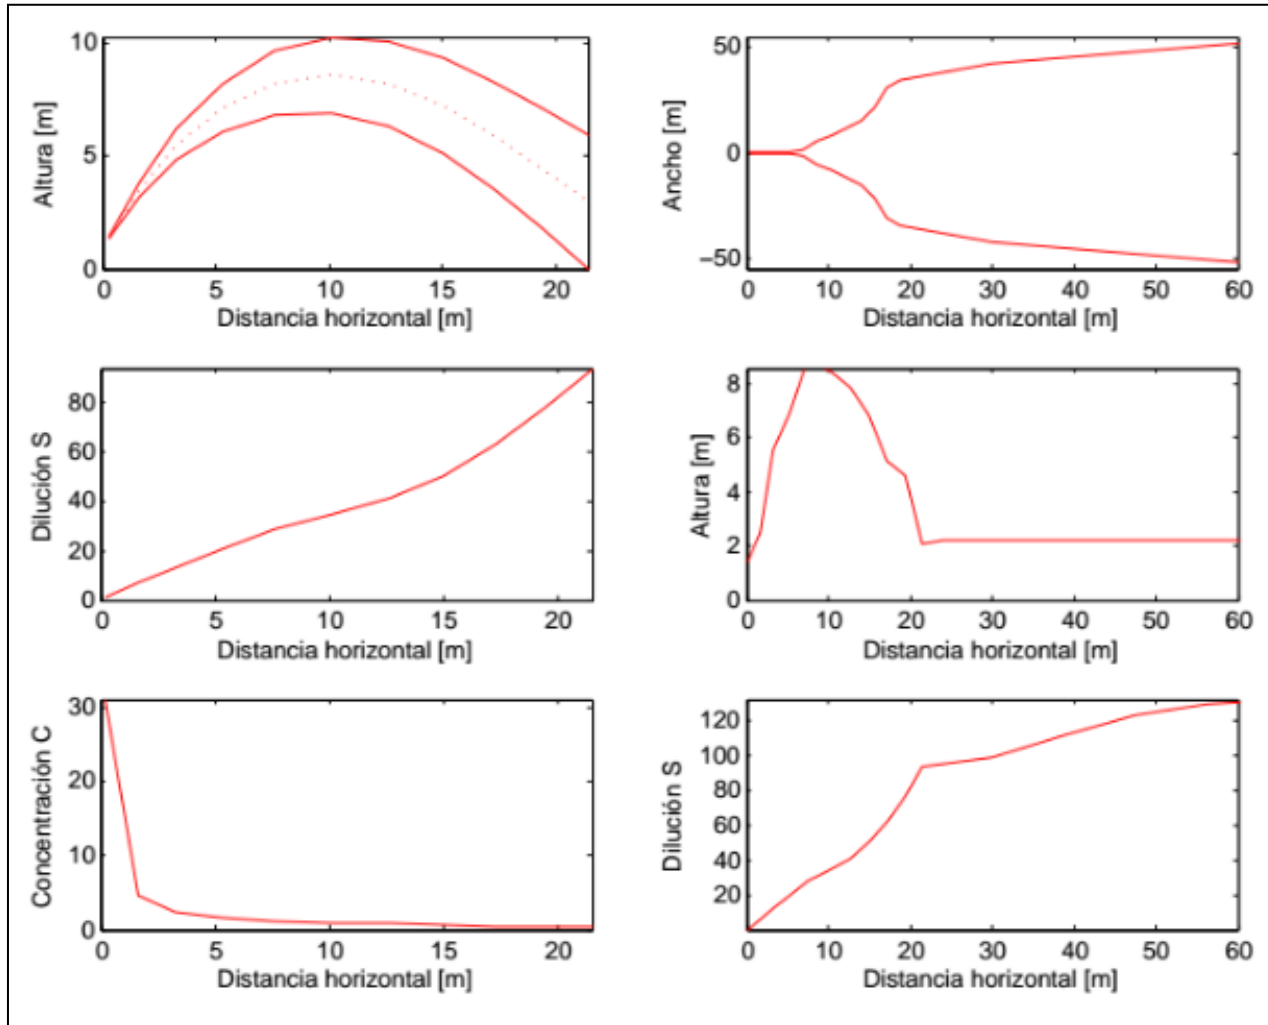 10
5
0
Altura [m]
0 5 10 15 20
Distancia horizontal [m]
50
0
−50
Ancho [m]
0 10 20 30 40 50 60
Distancia horizontal [m]
80
60
40
20
0
Dilución S
0 5 10 15 20
Distancia horizontal [m]
8
6
4
2
0
Altura [m]
0 10 20 30 40 50 60
Distancia horizontal [m]
30
20
10
0
Concentración C
0 5 10 15 20
Distancia horizontal [m]
120
100
80
60
40
20
Dilución S
0 10 20 30 40 50 60
Distancia horizontal [m]